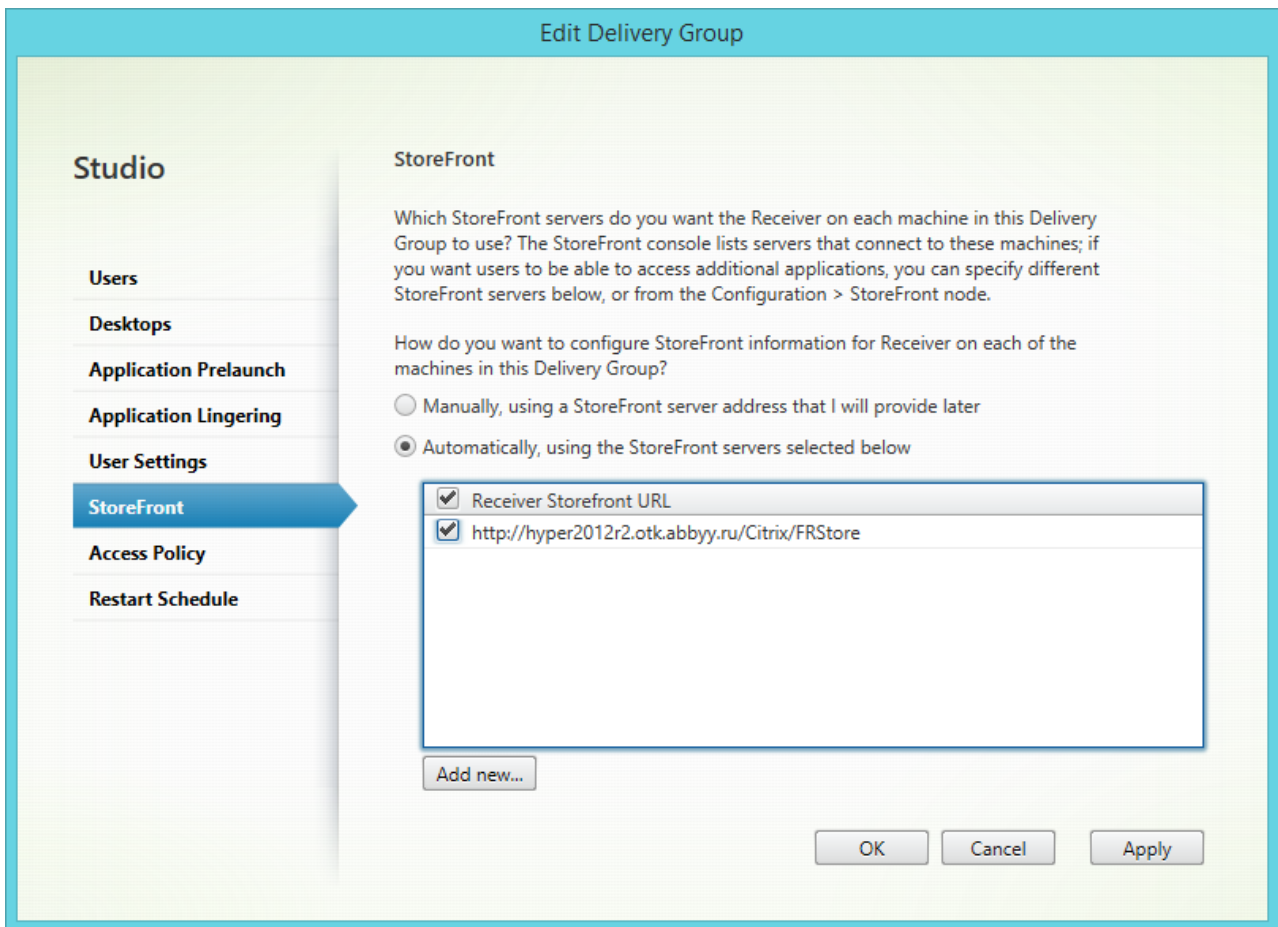 Edit Delivery Group
Studio
Users
Desktops
Application Prelaunch
Application Lingering
User Settings
StoreFront
Access Policy
Restart Schedule
StoreFront
Which StoreFront servers do you want the Receiver on each machine in this Delivery
Group to use? The StoreFront console lists servers that connect to these machines; if
you want users to be able to access additional applications, you can specify different
StoreFront servers below, or from the Configuration > StoreFront node.
How do you want to configure StoreFront information for Receiver on each of the
machines in this Delivery Group?
Manually, using a StoreFront server address that I will provide later
Automatically, using the StoreFront servers selected below
Receiver Storefront URL
http://hyper2012r2.otk.abbyy.ru/Citrix/FRStore
Add new...
OK Cancel Apply